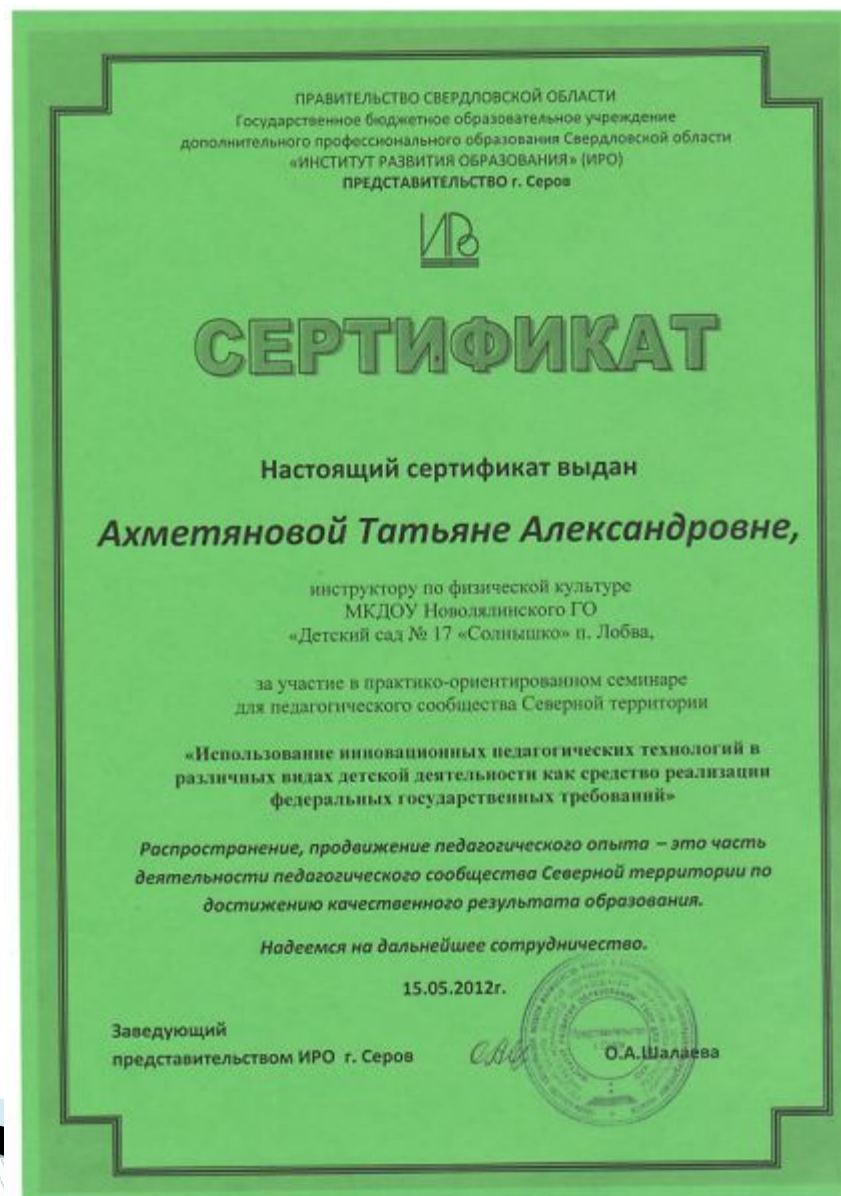 ПРАВИТЕЛЬСТВО СВЕРДЛОВСКОЙ ОБЛАСТИ
Государственное бюджетное образовательное учреждение
дополнительного профессионального образования Свердловской области
«ИНСТИТУТ РАЗВИТИЯ ОБРАЗОВАНИЯ» (ИРО)
ПРЕДСТАВИТЕЛЬСТВО г. Серов
ИРО
СЕРТИФИКАТ
Настоящий сертификат выдан
Ахметяновой Татьяне Александровне,
инструктору по физической культуре
МКДОУ Новолялинского ГО
«Детский сад № 17 «Солнышко» п. Лобва,
за участие в практико-ориентированном семинаре
для педагогического сообщества Северной территории
«Использование инновационных педагогических технологий в
различных видах детской деятельности как средство реализации
федеральных государственных требований»
Распространение, продвижение педагогического опыта – это часть
деятельности педагогического сообщества Северной территории по
достижению качественного результата образования.
Надеемся на дальнейшее сотрудничество.
15.05.2012г.
Заведующий
представительством ИРО г. Серов О.А.Шалаева